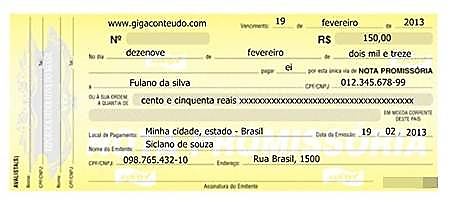 www.gigaconteudo.com Vencimento: 19 de fevereiro de 2013
Nº R$ 150,00
No dia dezenove de fevereiro de dois mil e treze
pagar ei por esta única via de NOTA PROMISSÓRIA
a Fulano da silva CPF/CNPJ 012.345.678-99
OU À SUA ORDEM, A QUANTIA DE cento e cinquenta reais xxxxxxxxxxxxxxxxxxxxxxxxxxxxxxxxxxxxx
EM MOEDA CORRENTE DESTE PAÍS
Local de Pagamento: Minha cidade, estado - Brasil Data da Emissão: 19 / 02 / 2013
Nome do Emitente: Siclano de souza
CPF/CNPJ: 098.765.432-10 Endereço: Rua Brasil, 1500
Assinatura do Emitente
AVALISTA(S)
Nome
CPF/CNPJ
Nome
CPF/CNPJ